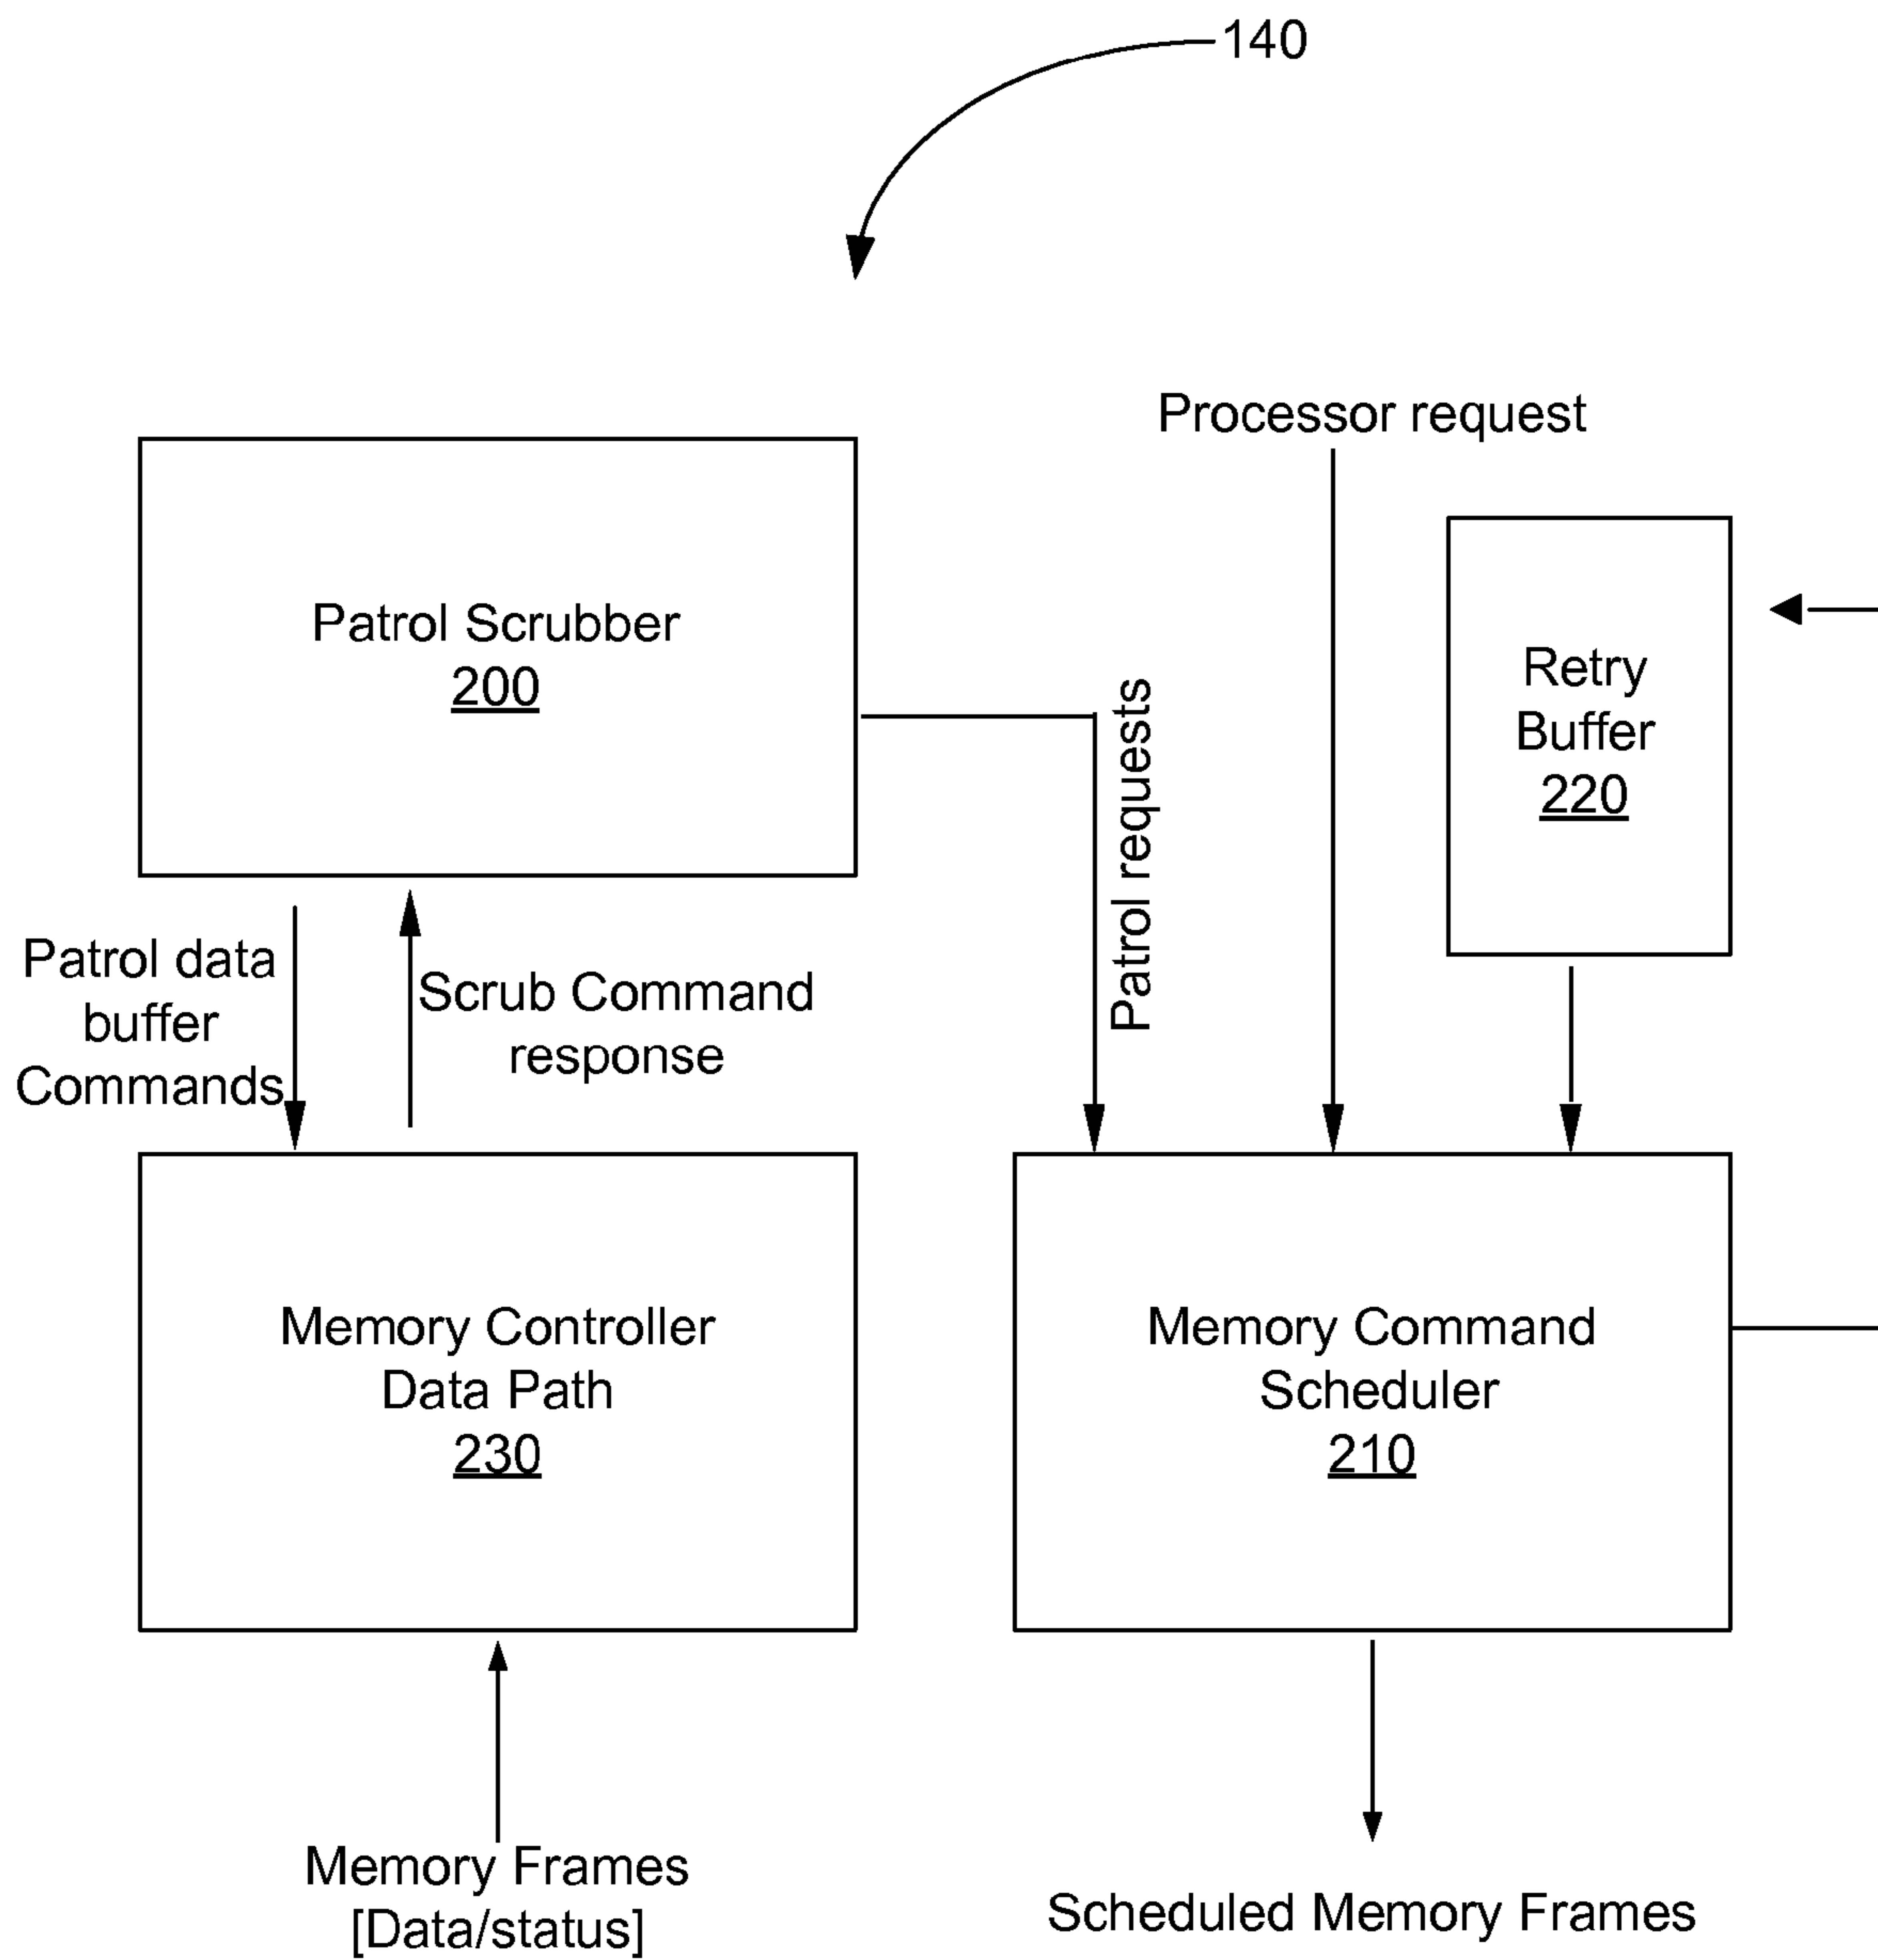 140
Processor request
Patrol Scrubber
200
Retry
Buffer
220
Patrol requests
Patrol data
buffer
Commands
Scrub Command
response
Memory Controller
Data Path
230
Memory Command
Scheduler
210
Memory Frames
[Data/status]
Scheduled Memory Frames